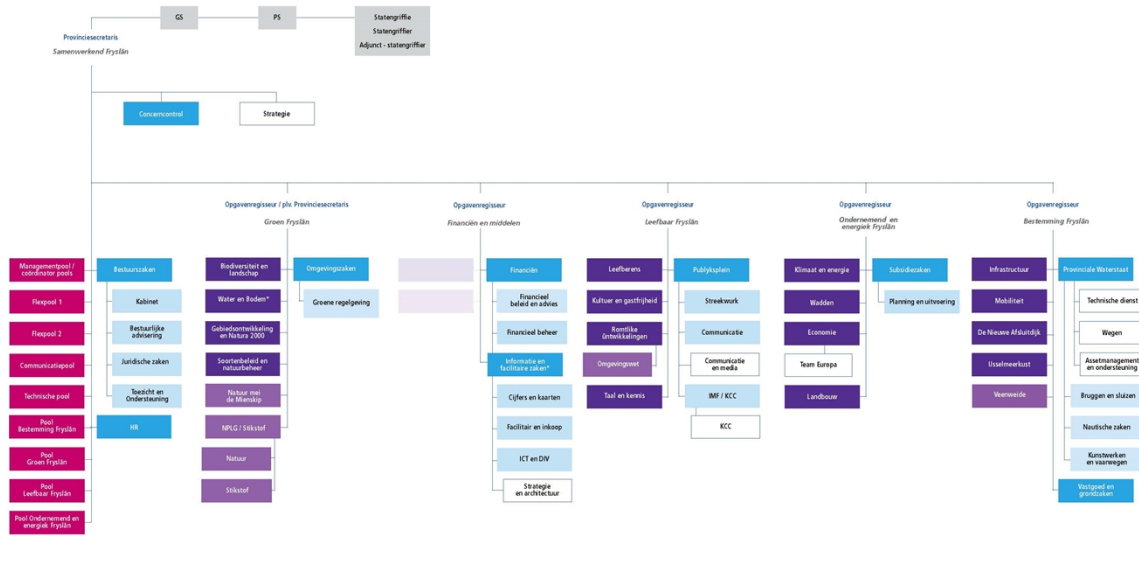 GS
PS
Statengriffie
Statengriffier
Adjunct - statengriffier
Provinciesecretaris
Samenwerkend Fryslân
Concerncontrol
Strategie
Opgavenregisseur / plv. Provinciesecretaris
Groen Fryslân
Opgavenregisseur
Financiën en middelen
Opgavenregisseur
Leefbaar Fryslân
Opgavenregisseur
Ondernemend en
energiek Fryslân
Opgavenregisseur
Bestemming Fryslân
Managementpool /
coördinator pools
Flexpool 1
Flexpool 2
Communicatiepool
Technische pool
Pool
Bestemming Fryslân
Pool
Groen Fryslân
Pool
Leefbaar Fryslân
Pool Ondernemend en
energiek Fryslân
Bestuurszaken
Kabinet
Bestuurlijke
advisering
Juridische zaken
Toezicht en
Ondersteuning
HR
Biodiversiteit en
landschap
Water en Bodem*
Gebiedsontwikkeling
en Natura 2000
Soortenbeleid en
natuurbeheer
Natuur mei
de Mienskip
NPLG / Stikstof
Natuur
Stikstof
Omgevingszaken
Groene regelgeving
Financiën
Financieel
beleid en advies
Financieel beheer
Informatie en
facilitaire zaken*
Cijfers en kaarten
Facilitair en inkoop
ICT en DIV
Strategie
en architectuur
Leefberens
Kultuer en gastfrijheid
Romtlike
Untwikkelingen
Omgevingswet
Taal en kennis
Publyksplein
Streekwurk
Communicatie
Communicatie
en media
IMF / KCC
KCC
Klimaat en energie
Wadden
Economie
Team Europa
Landbouw
Subsidiezaken
Planning en uitvoering
Infrastructuur
Mobiliteit
De Nieuwe Afsluitdijk
IJsselmeerkust
Veenweide
Provinciale Waterstaat
Technische dienst
Wegen
Assetmanagement
en ondersteuning
Bruggen en sluizen
Nautische zaken
Kunstwerken
en vaarwegen
Vastgoed en
grondzaken